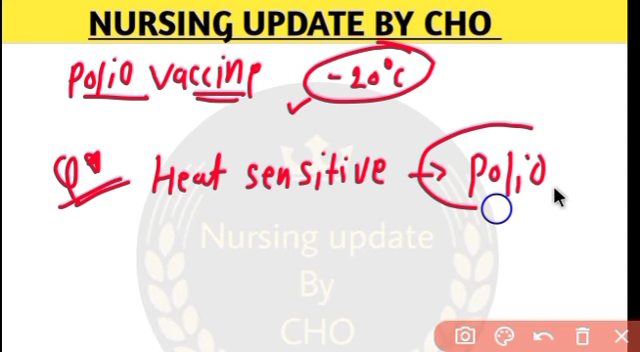 NURSING UPDATE BY CHO
Polio vaccine -20°C
Heat sensitive → Polio
Nursing update
By
CHO